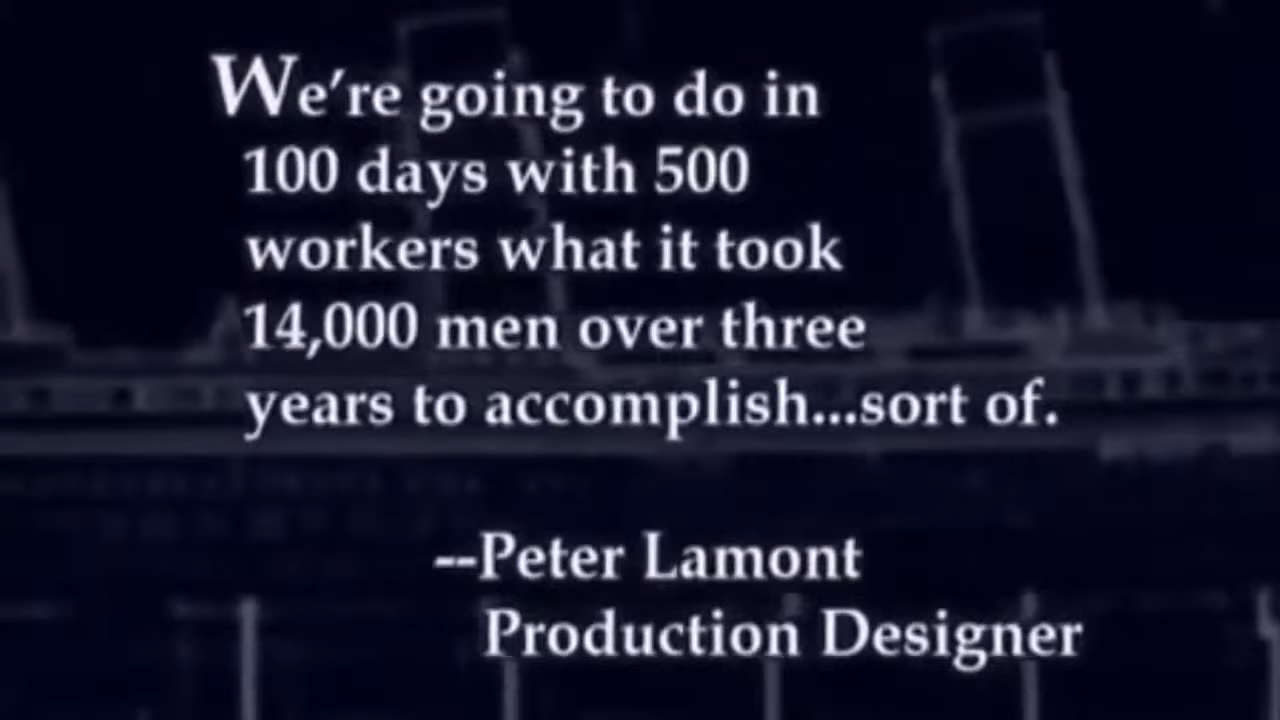 We’re going to do in
100 days with 500
workers what it took
14,000 men over three
years to accomplish...sort of.
--Peter Lamont
Production Designer